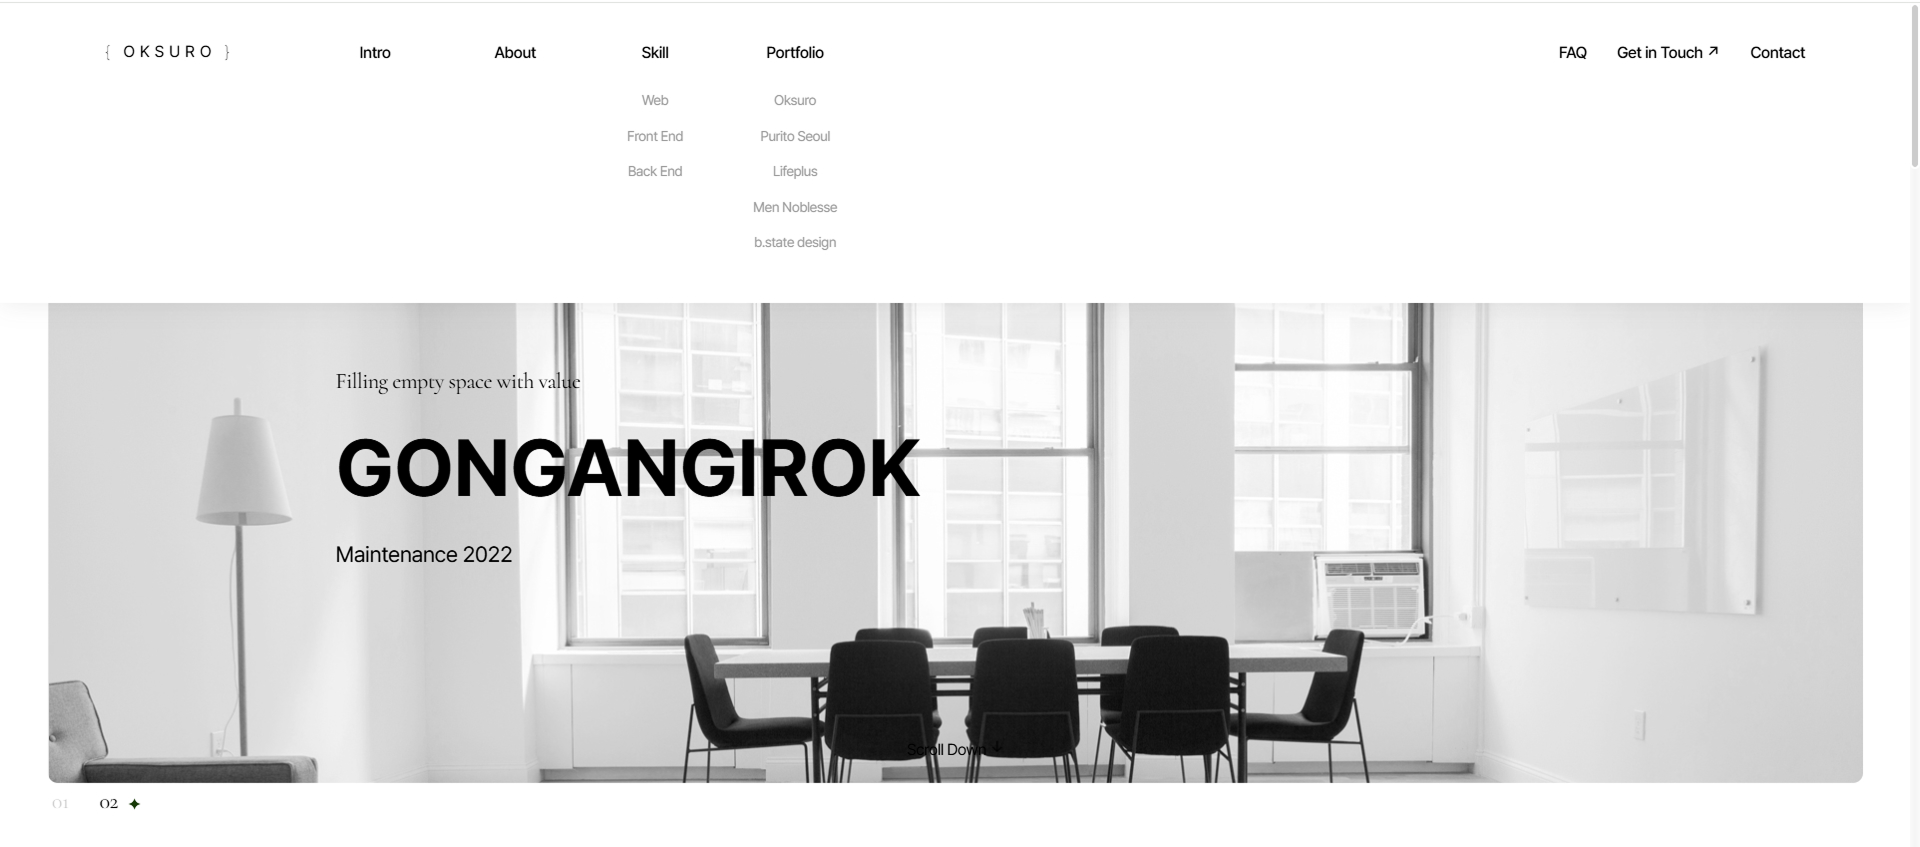 { OKSURO }
Intro
About
Skill
Portfolio
FAQ
Get in Touch ↗
Contact
Web
Front End
Back End
Oksuro
Purito Seoul
Lifeplus
Men Noblesse
b.state design
Filling empty space with value
GONGANGIROK
Maintenance 2022
Scroll Down ↓
01
02 ✦